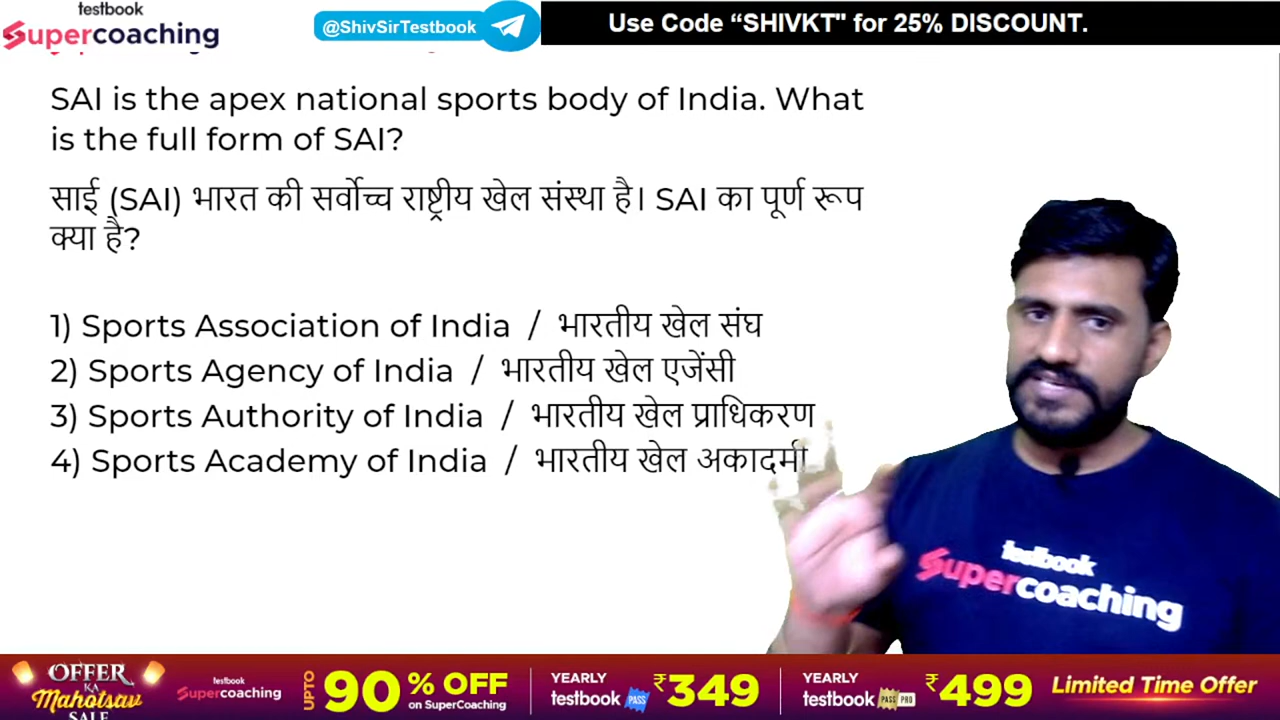 testbook
Supercoaching
@ShivSirTestbook
Use Code “SHIVKT" for 25% DISCOUNT.
SAI is the apex national sports body of India. What
is the full form of SAI?
साई (SAI) भारत की सर्वोच्च राष्ट्रीय खेल संस्था है। SAI का पूर्ण रूप
क्या है?
1) Sports Association of India / भारतीय खेल संघ
2) Sports Agency of India / भारतीय खेल एजेंसी
3) Sports Authority of India / भारतीय खेल प्राधिकरण
4) Sports Academy of India / भारतीय खेल अकादमी
testbook
Supercoaching
OFFER
KA
Mahotsav
SALE
testbook
Supercoaching
UPTO 90% OFF
on SuperCoaching
YEARLY
testbook PASS
₹349
YEARLY
testbook PASS PRO
₹499
Limited Time Offer